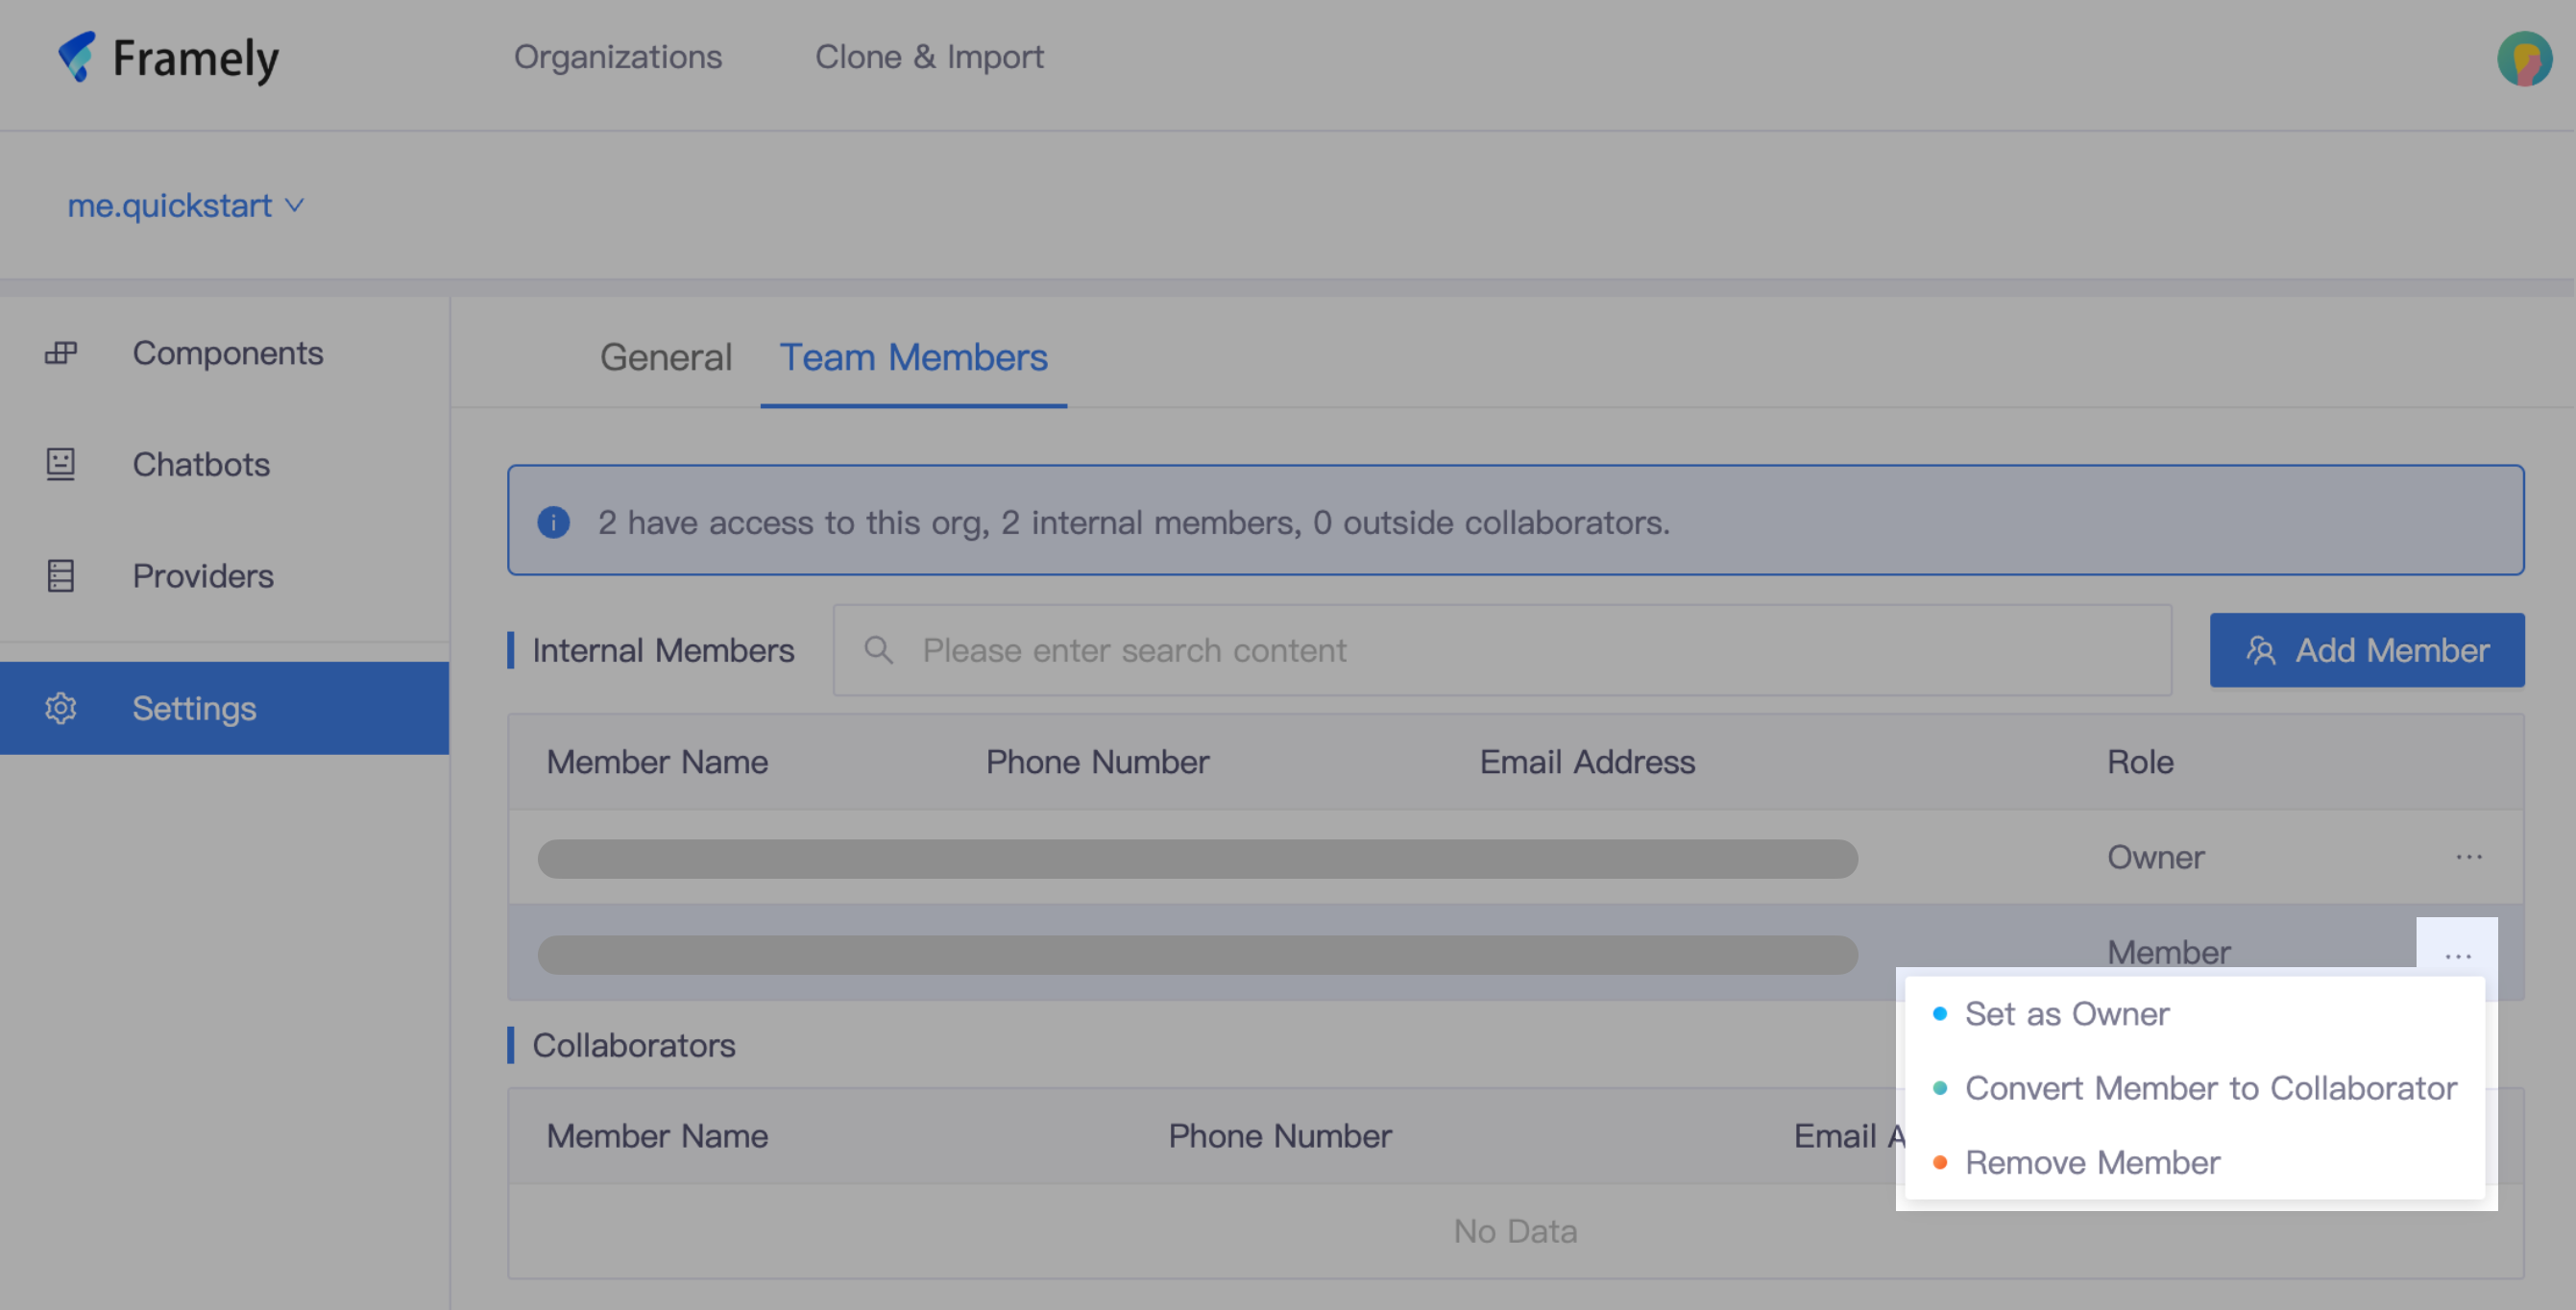 Framely
Organizations
Clone & Import
me.quickstart
Components
Chatbots
Providers
Settings
General
Team Members
2 have access to this org, 2 internal members, 0 outside collaborators.
Internal Members
Please enter search content
Add Member
Member Name
Phone Number
Email Address
Role
Owner
...
Member
...
Set as Owner
Convert Member to Collaborator
Remove Member
Collaborators
Member Name
Phone Number
Email A
No Data